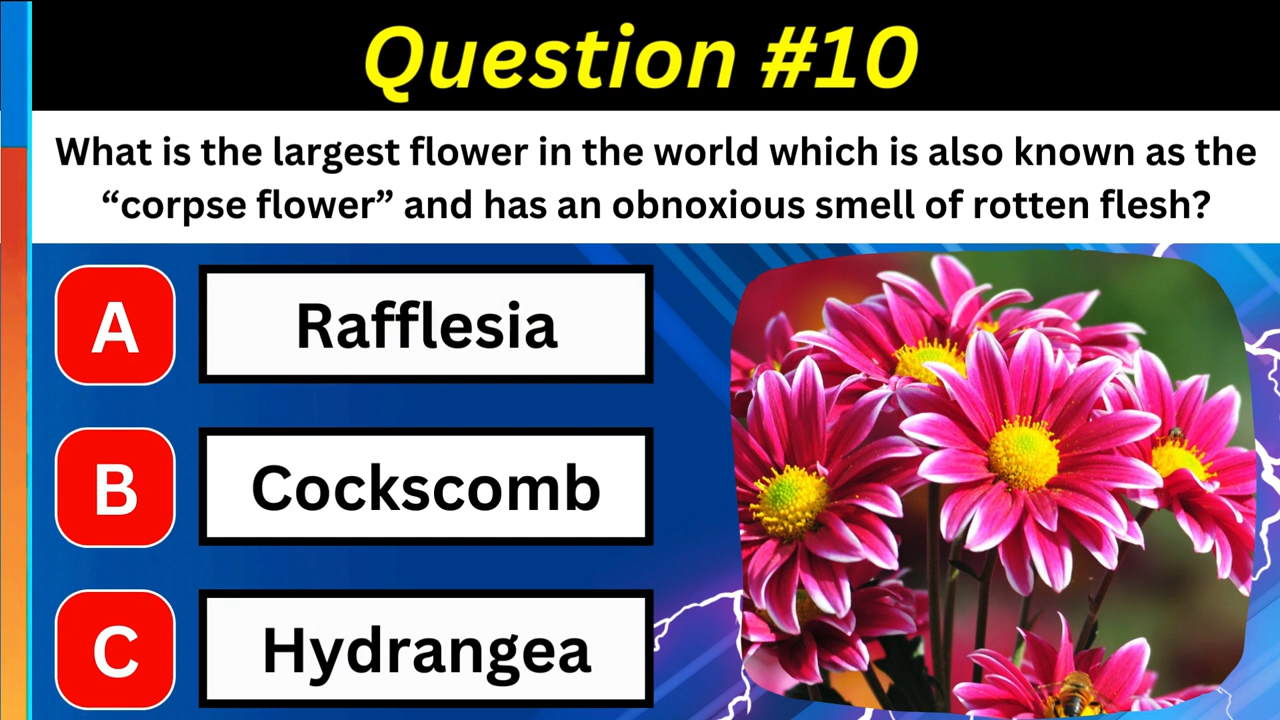 Question #10
What is the largest flower in the world which is also known as the
“corpse flower” and has an obnoxious smell of rotten flesh?
A Rafflesia
B Cockscomb
C Hydrangea